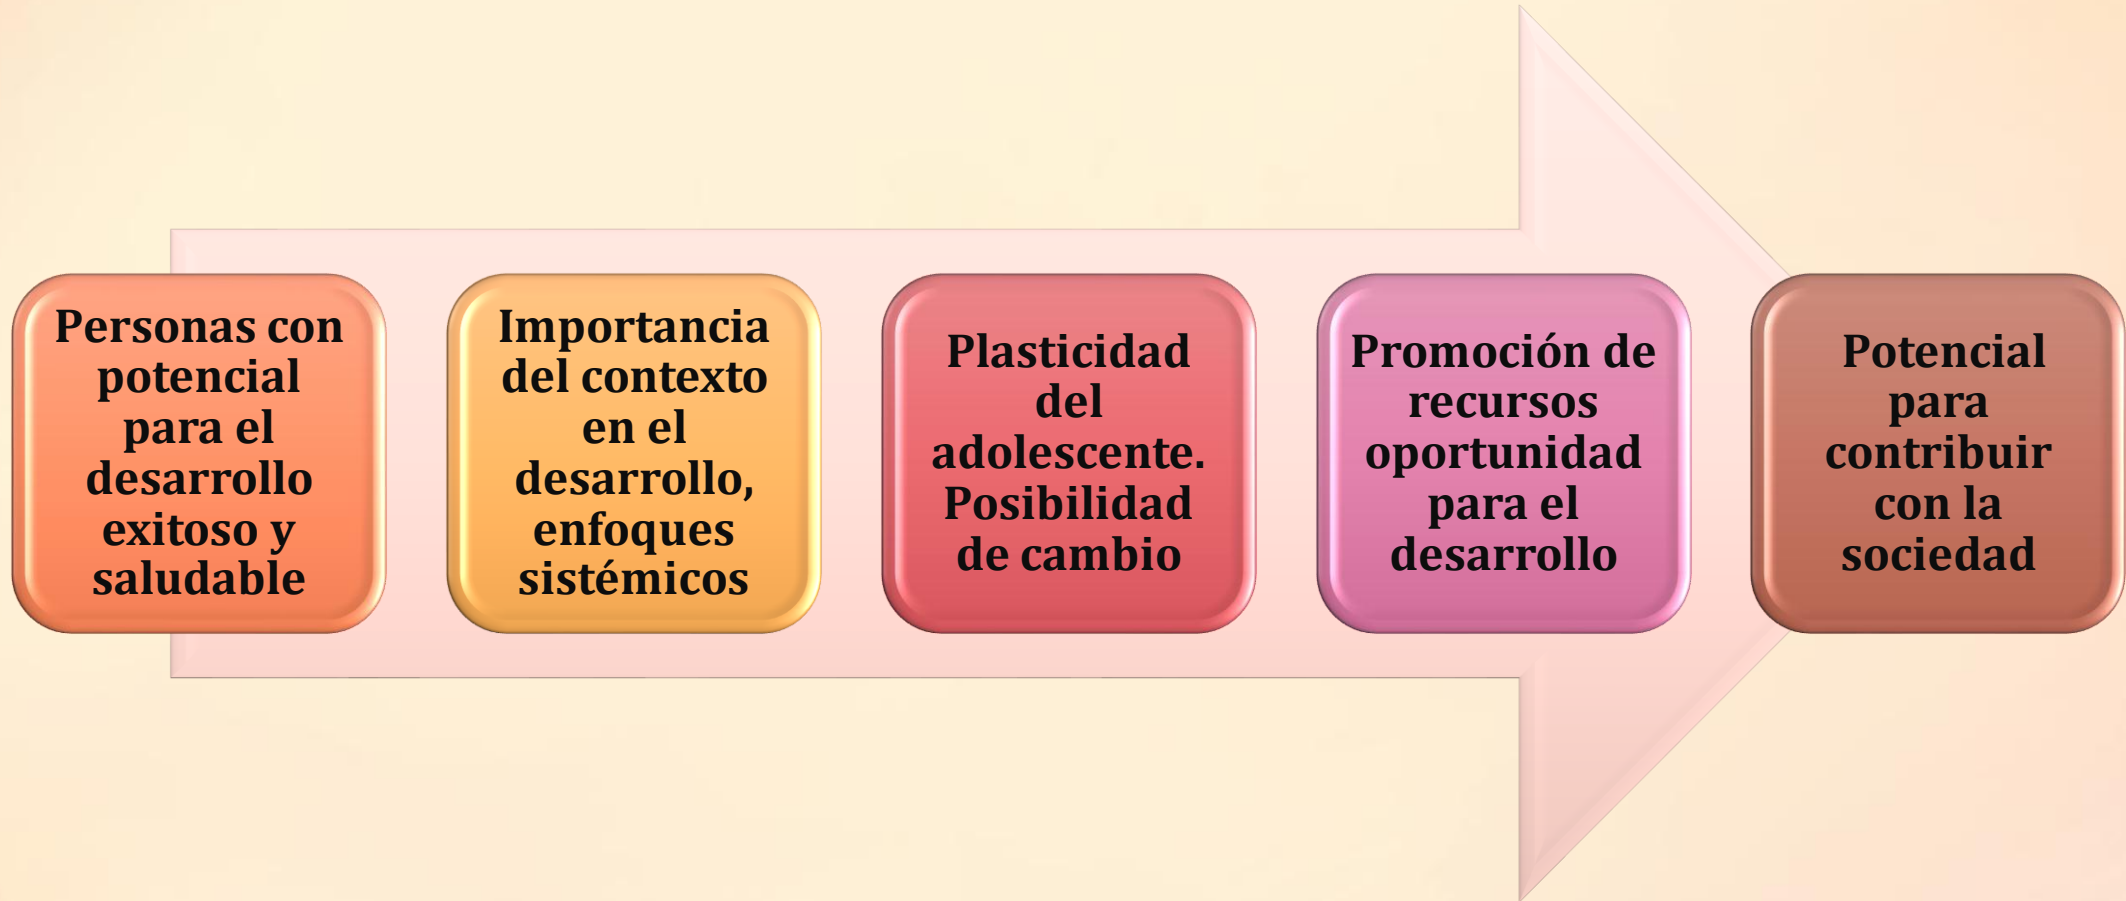 Personas con
potencial
para el
desarrollo
exitoso y
saludable
Importancia
del contexto
en el
desarrollo,
enfoques
sistémicos
Plasticidad
del
adolescente.
Posibilidad
de cambio
Promoción de
recursos
oportunidad
para el
desarrollo
Potencial
para
contribuir
con la
sociedad